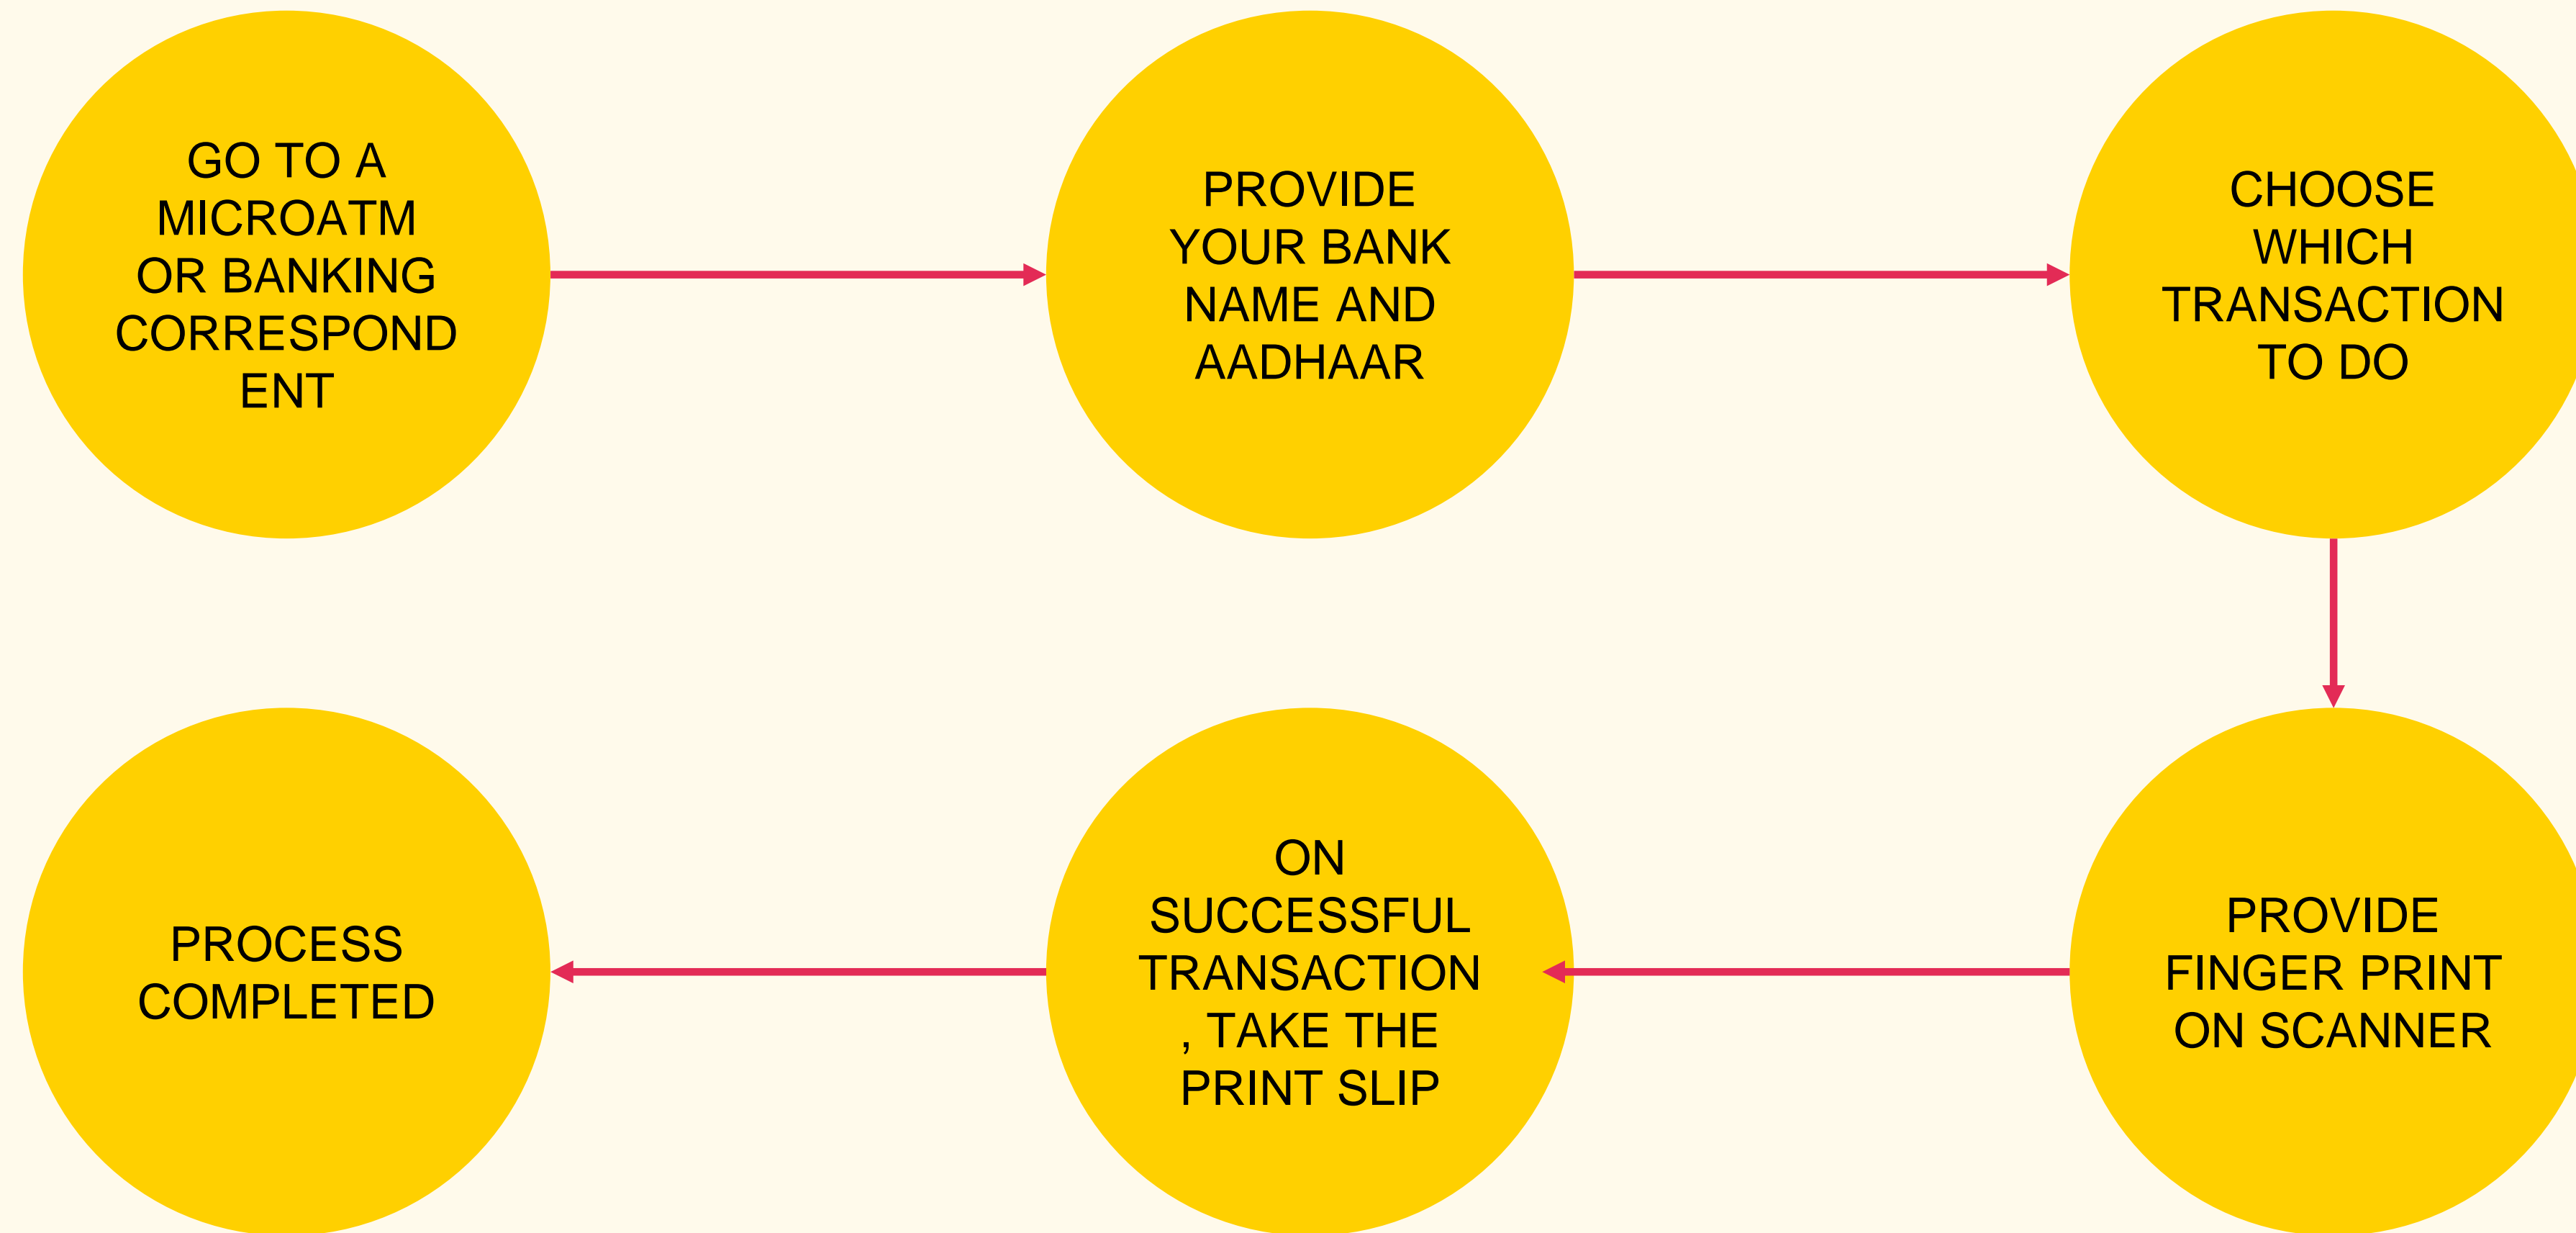 GO TO A
MICROATM
OR BANKING
CORRESPOND
ENT
PROVIDE
YOUR BANK
NAME AND
AADHAAR
CHOOSE
WHICH
TRANSACTION
TO DO
PROVIDE
FINGER PRINT
ON SCANNER
ON
SUCCESSFUL
TRANSACTION
, TAKE THE
PRINT SLIP
PROCESS
COMPLETED